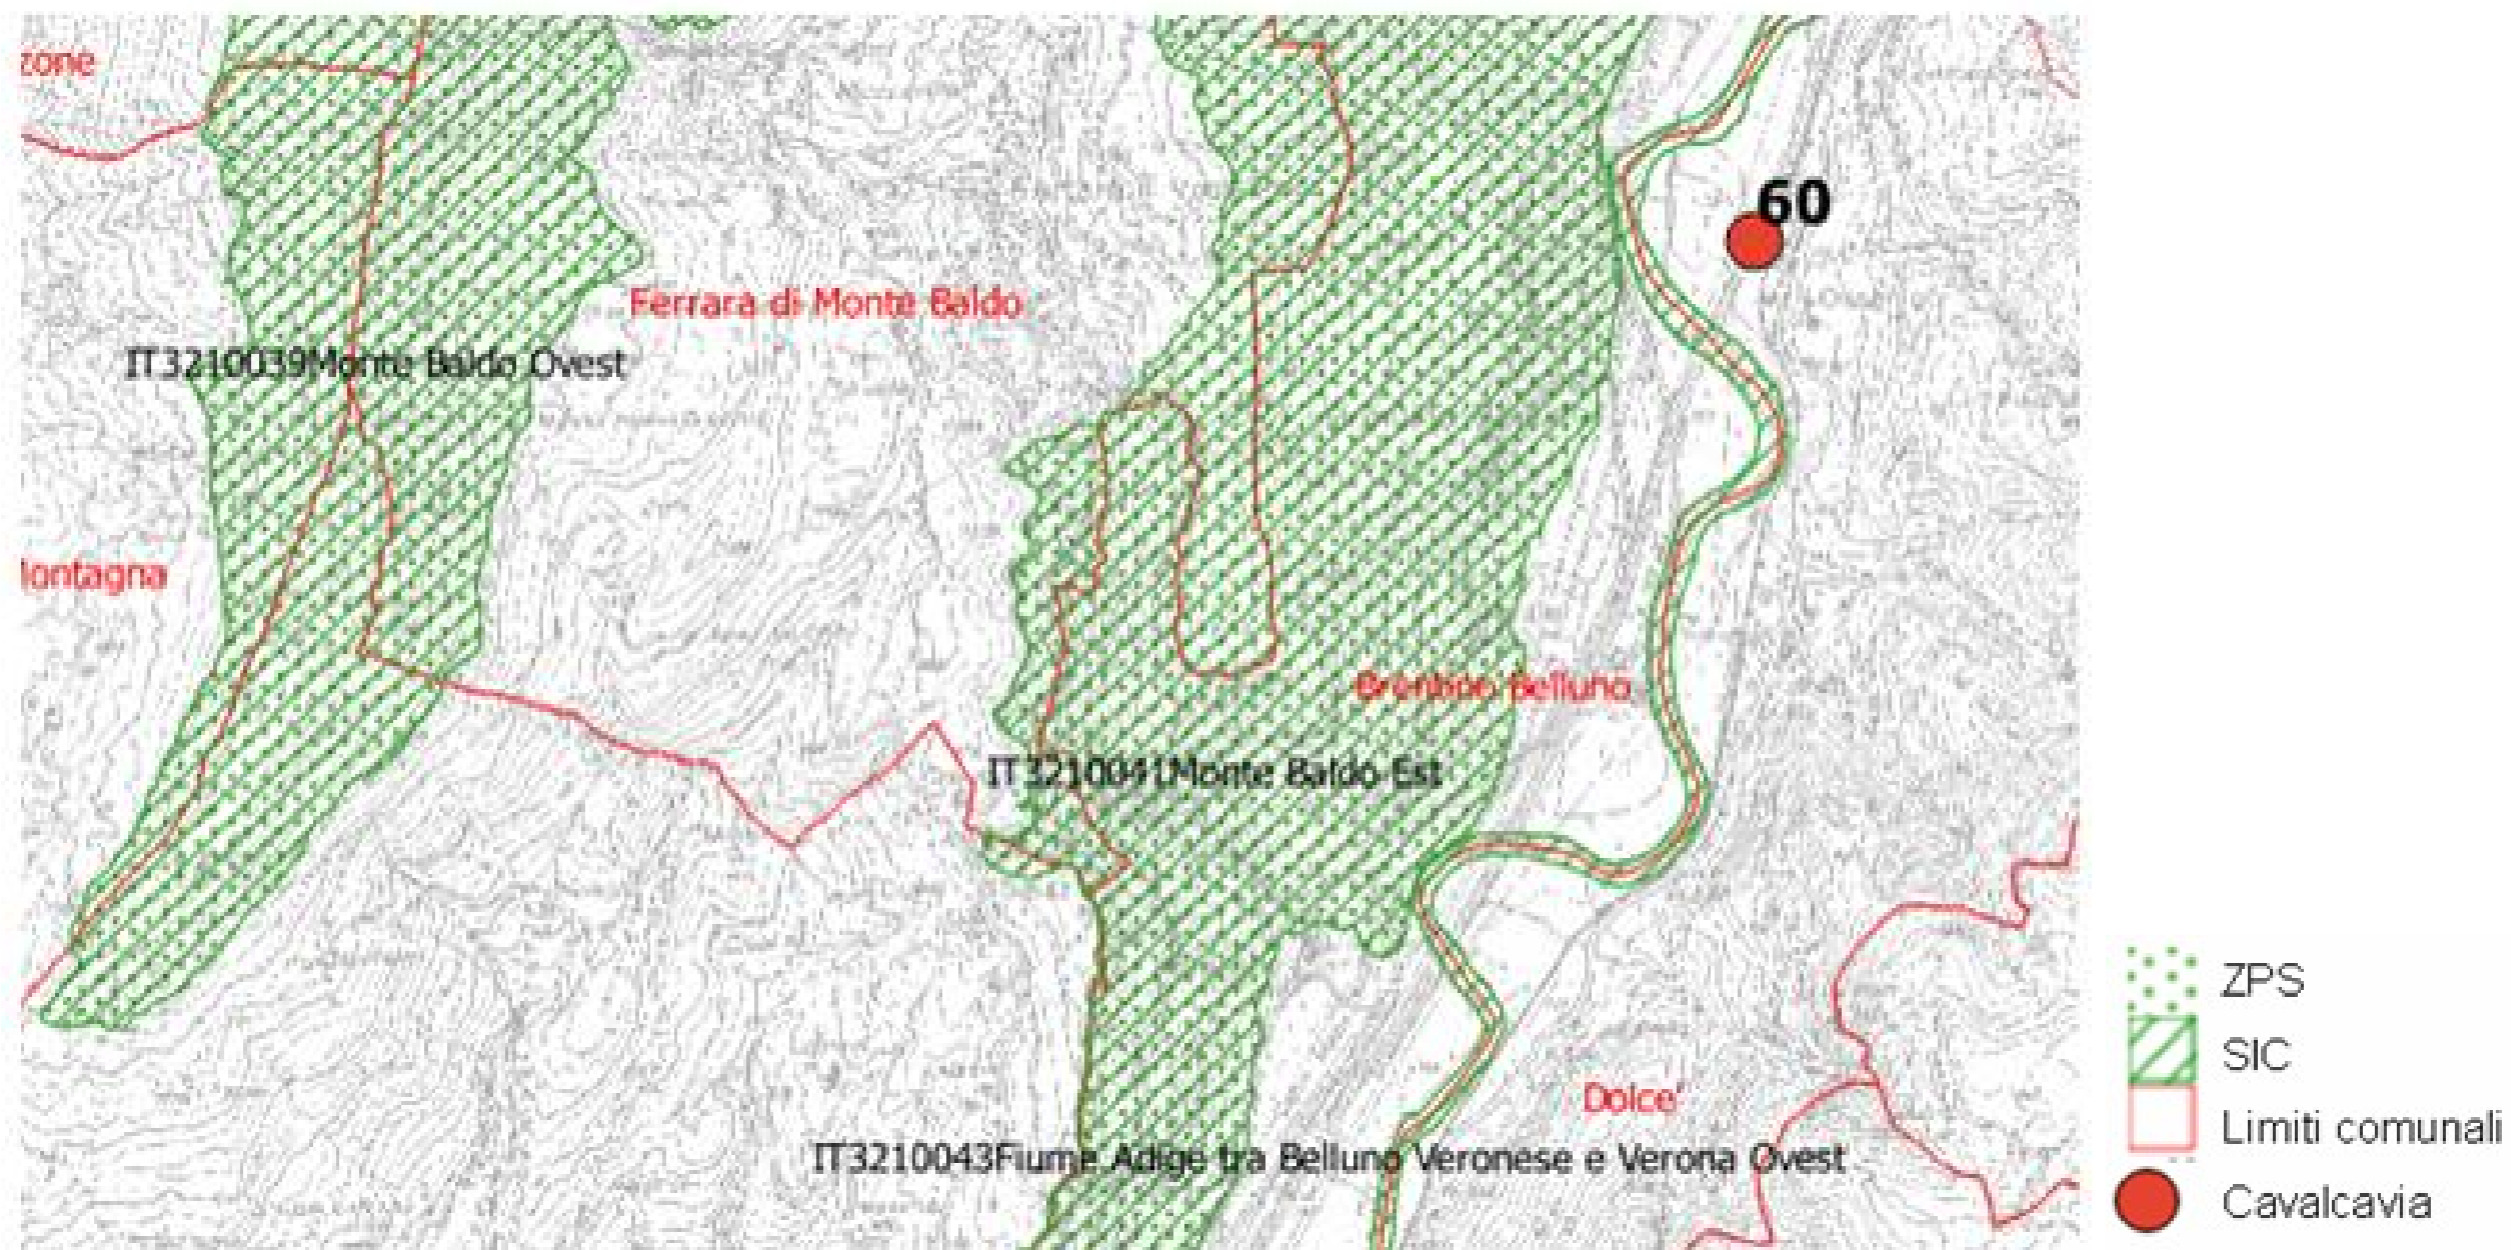 zone
60
Ferrara di Monte Baldo
IT3210039Monte Baldo Ovest
Montagna
Brentino Belluno
IT3210041Monte Baldo Est
ZPS
SIC
Dolce'
Limiti comunali
IT3210043Fiume Adige tra Belluno Veronese e Verona Ovest
Cavalcavia